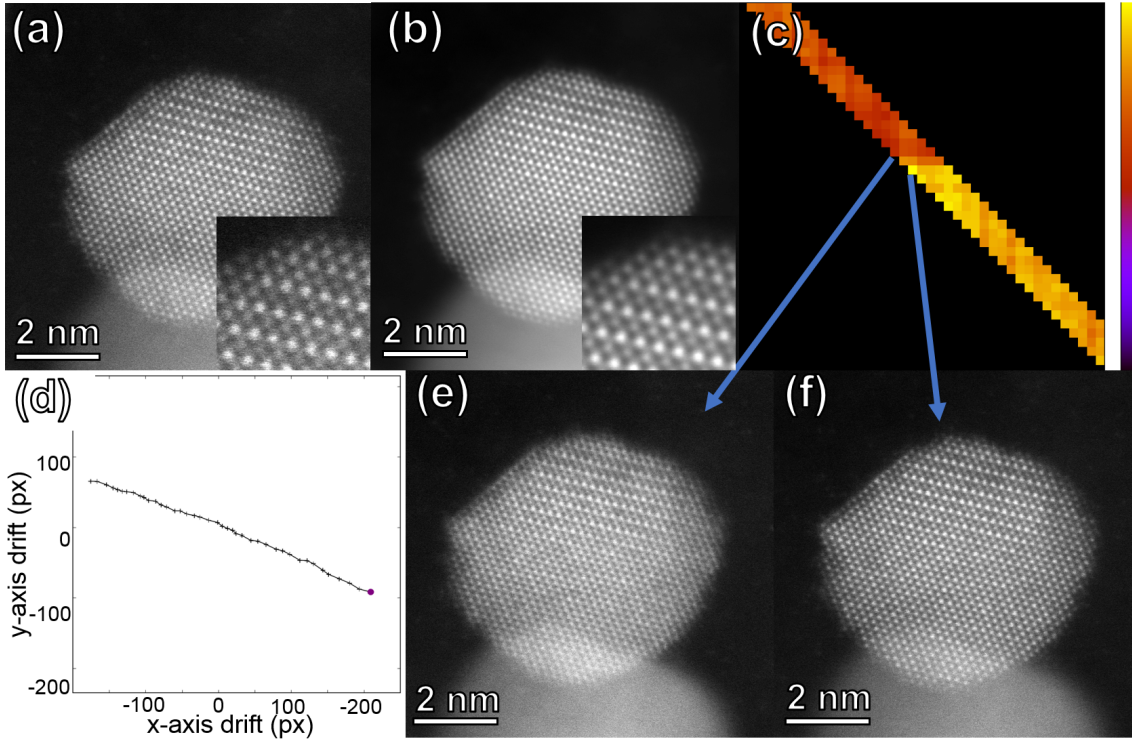 (a)
(b)
(c)
2 nm
2 nm
(d)
(e)
(f)
100
0
-100
-200
y-axis drift (px)
-100
0
100
-200
x-axis drift (px)
2 nm
2 nm